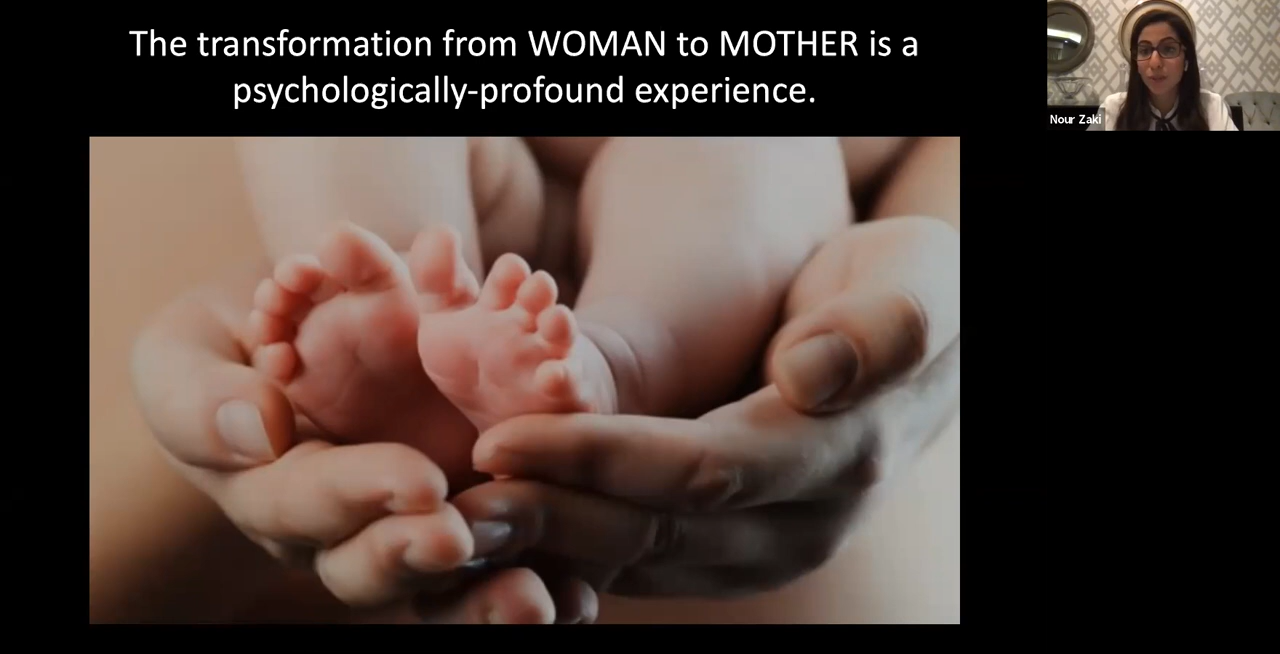 The transformation from WOMAN to MOTHER is a
psychologically-profound experience.
Nour Zaki